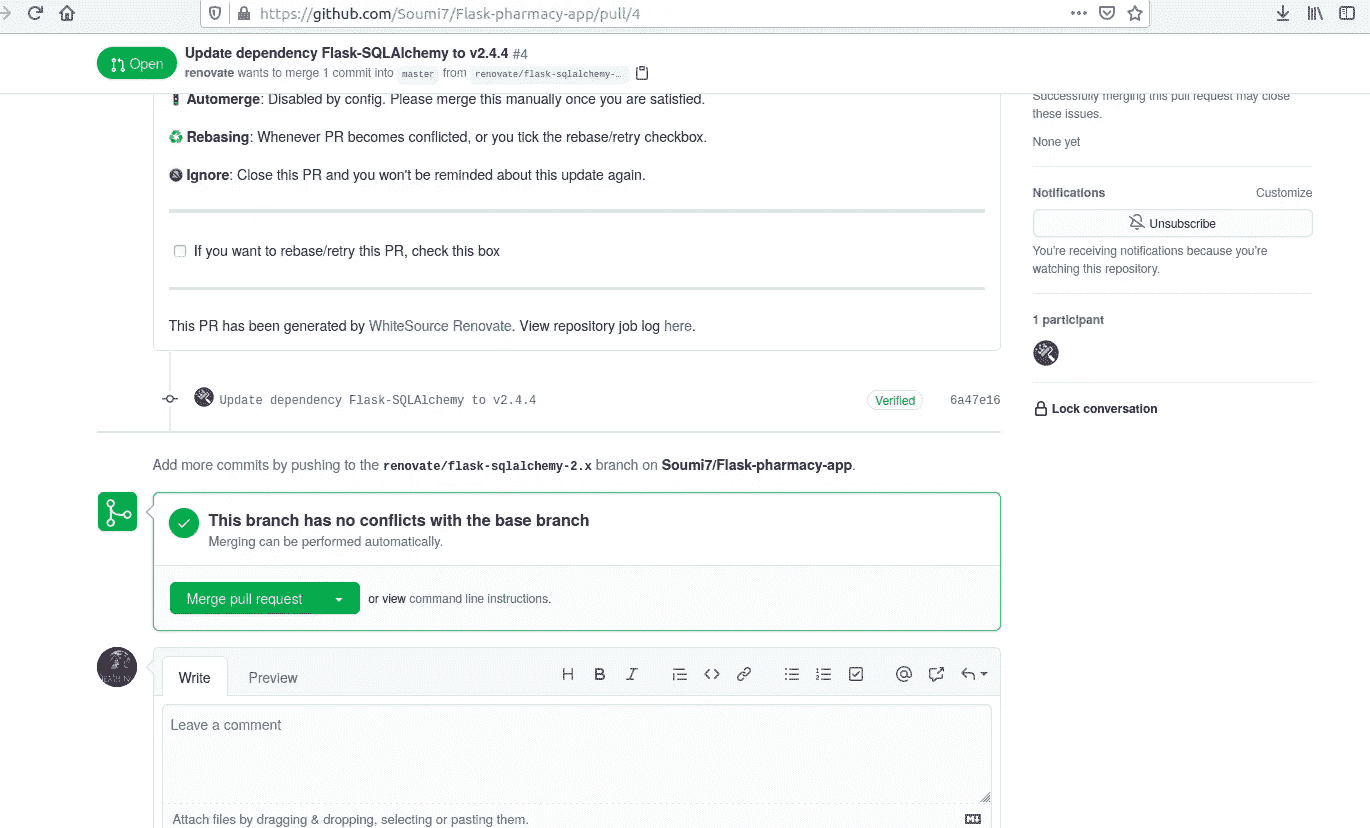 https://github.com/Soumi7/Flask-pharmacy-app/pull/4
Open
Update dependency Flask-SQLAlchemy to v2.4.4 #4
renovate wants to merge 1 commit into master from renovate/flask-sqlalchemy-…
Automerge: Disabled by config. Please merge this manually once you are satisfied.
Rebasing: Whenever PR becomes conflicted, or you tick the rebase/retry checkbox.
Ignore: Close this PR and you won't be reminded about this update again.
If you want to rebase/retry this PR, check this box
This PR has been generated by WhiteSource Renovate. View repository job log here.
Update dependency Flask-SQLAlchemy to v2.4.4 Verified 6a47e16
Add more commits by pushing to the renovate/flask-sqlalchemy-2.x branch on Soumi7/Flask-pharmacy-app.
This branch has no conflicts with the base branch
Merging can be performed automatically.
Merge pull request or view command line instructions.
Write Preview
Leave a comment
Attach files by dragging & dropping, selecting or pasting them.
Successfully merging this pull request may close
these issues.
None yet
Notifications Customize
Unsubscribe
You're receiving notifications because you're
watching this repository.
1 participant
Lock conversation